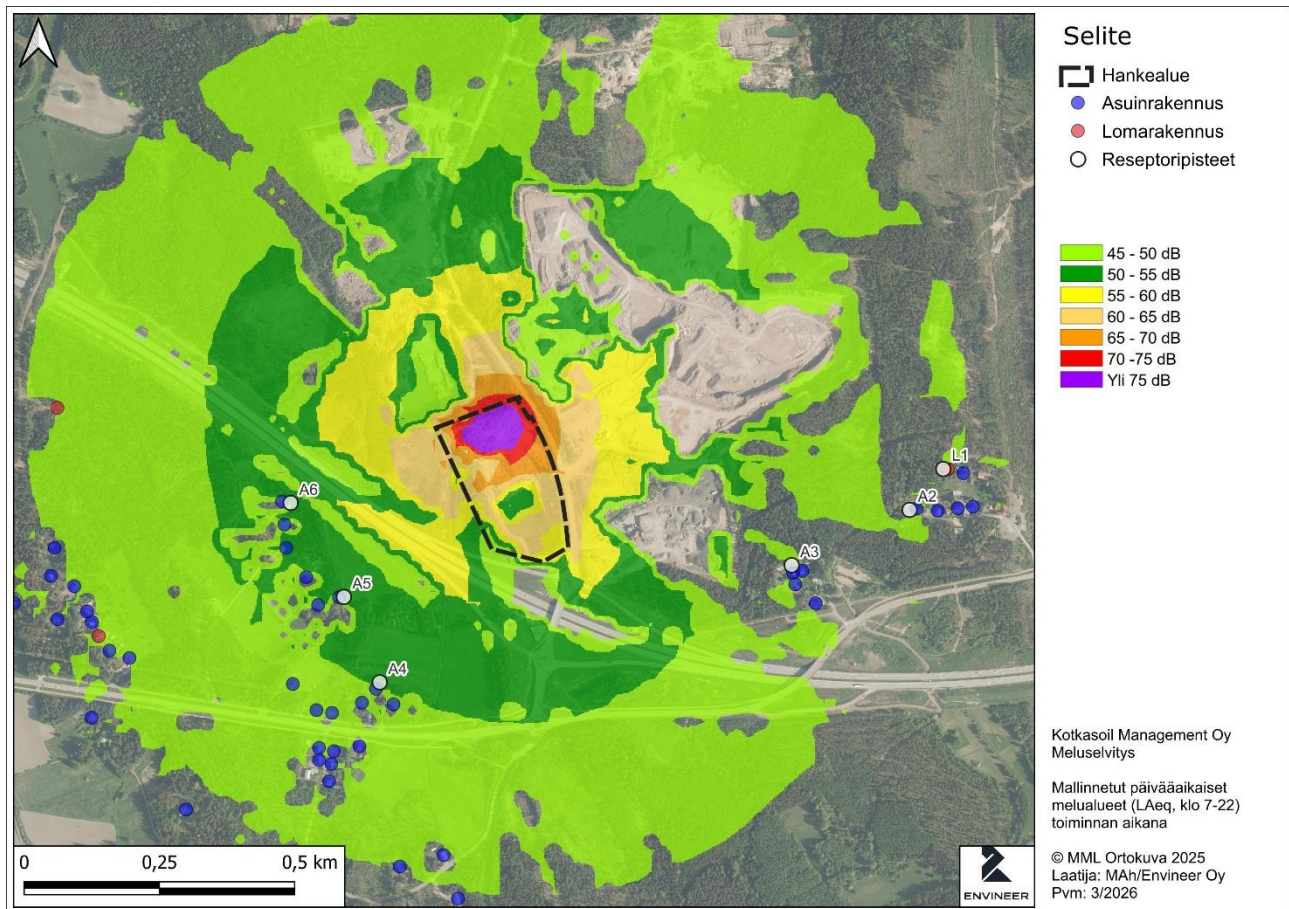 Selite
Hankealue
Asuinrakennus
Lomarakennus
Reseptoripisteet
45 - 50 dB
50 - 55 dB
55 - 60 dB
60 - 65 dB
65 - 70 dB
70 -75 dB
Yli 75 dB
L1
A2
A6
A3
A5
A4
Kotkasoil Management Oy
Meluselvitys
Mallinnetut päivääaikaiset
melualueet (LAeq, klo 7-22)
toiminnan aikana
© MML Ortokuva 2025
Laatija: MAh/Envineer Oy
Pvm: 3/2026
0 0,25 0,5 km
ENVINEER